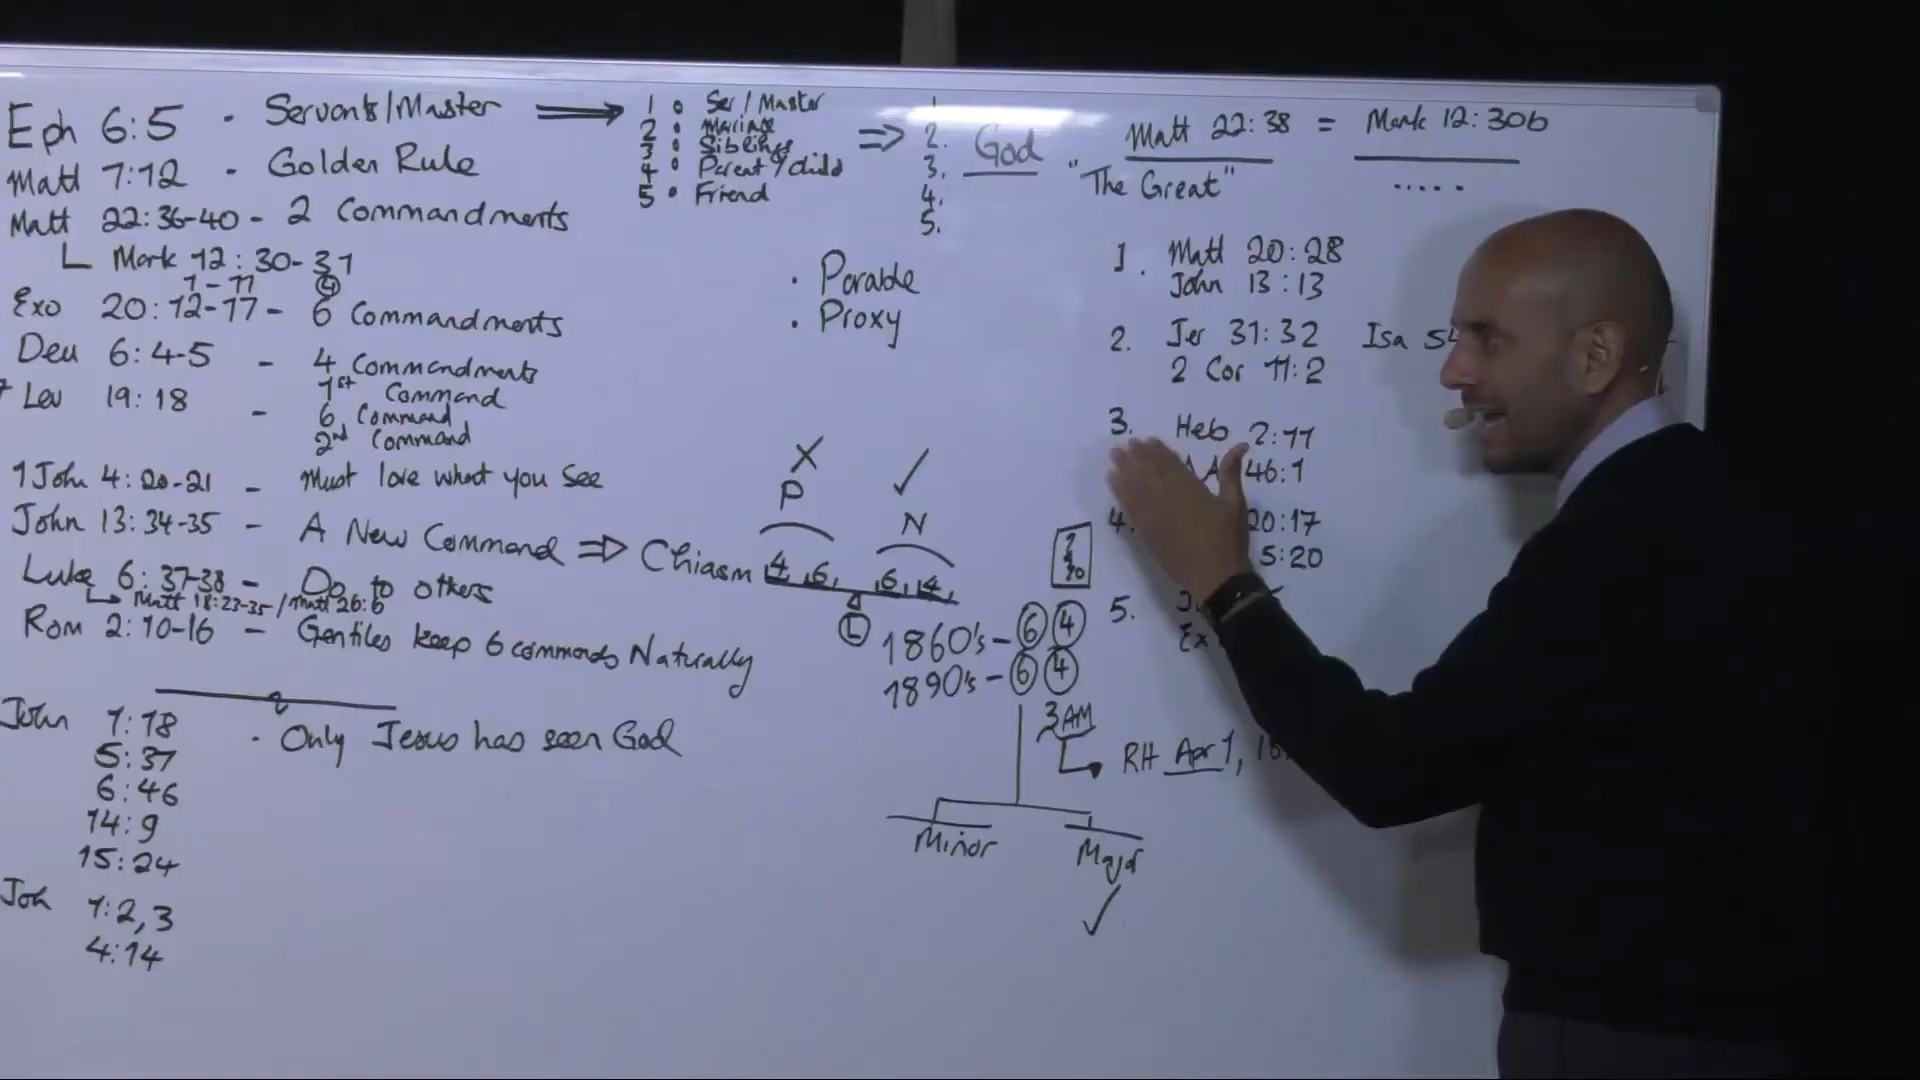 Eph 6:5 - Servants/Master ⟹
Matt 7:12 - Golden Rule
Matt 22:36-40 - 2 Commandments
Mark 12:30-31
1-11 ④
Exo 20:12-17 - 6 Commandments
Deu 6:4-5 - 4 Commandments
1st Command
Lev 19:18 - 6 Command
2nd Command
1 John 4:20-21 - Must love what you see
John 13:34-35 - A New Command ⇒ Chiasm
Luke 6:37-38 - Do to others
Matt 18:23-35 / Matt 26:6
Rom 2:10-16 - Gentiles keep 6 commands Naturally
John 1:18 · Only Jesus has seen God
5:37
6:46
14:9
15:24
Joh 1:2,3
4:14
1 · Ser/Master
2 · Mariage
3 · Siblings
4 · Parent/child
5 · Friend
⇒
1
2. God
3.
4.
5.
· Parable
· Proxy
X ✓
P N
4, 6, 6, 4,
L
1860's - ⑥ ④
1890's - ⑥ ④
3AM
RH Apr 1,
Minor Major
✓
Matt 22:38 = Mark 12:30b
"The Great" .....
1. Matt 20:28
John 13:13
2. Jer 31:32 Isa
2 Cor 11:2
3. Heb 2:11
46:1
4. 20:17
5:20
5.